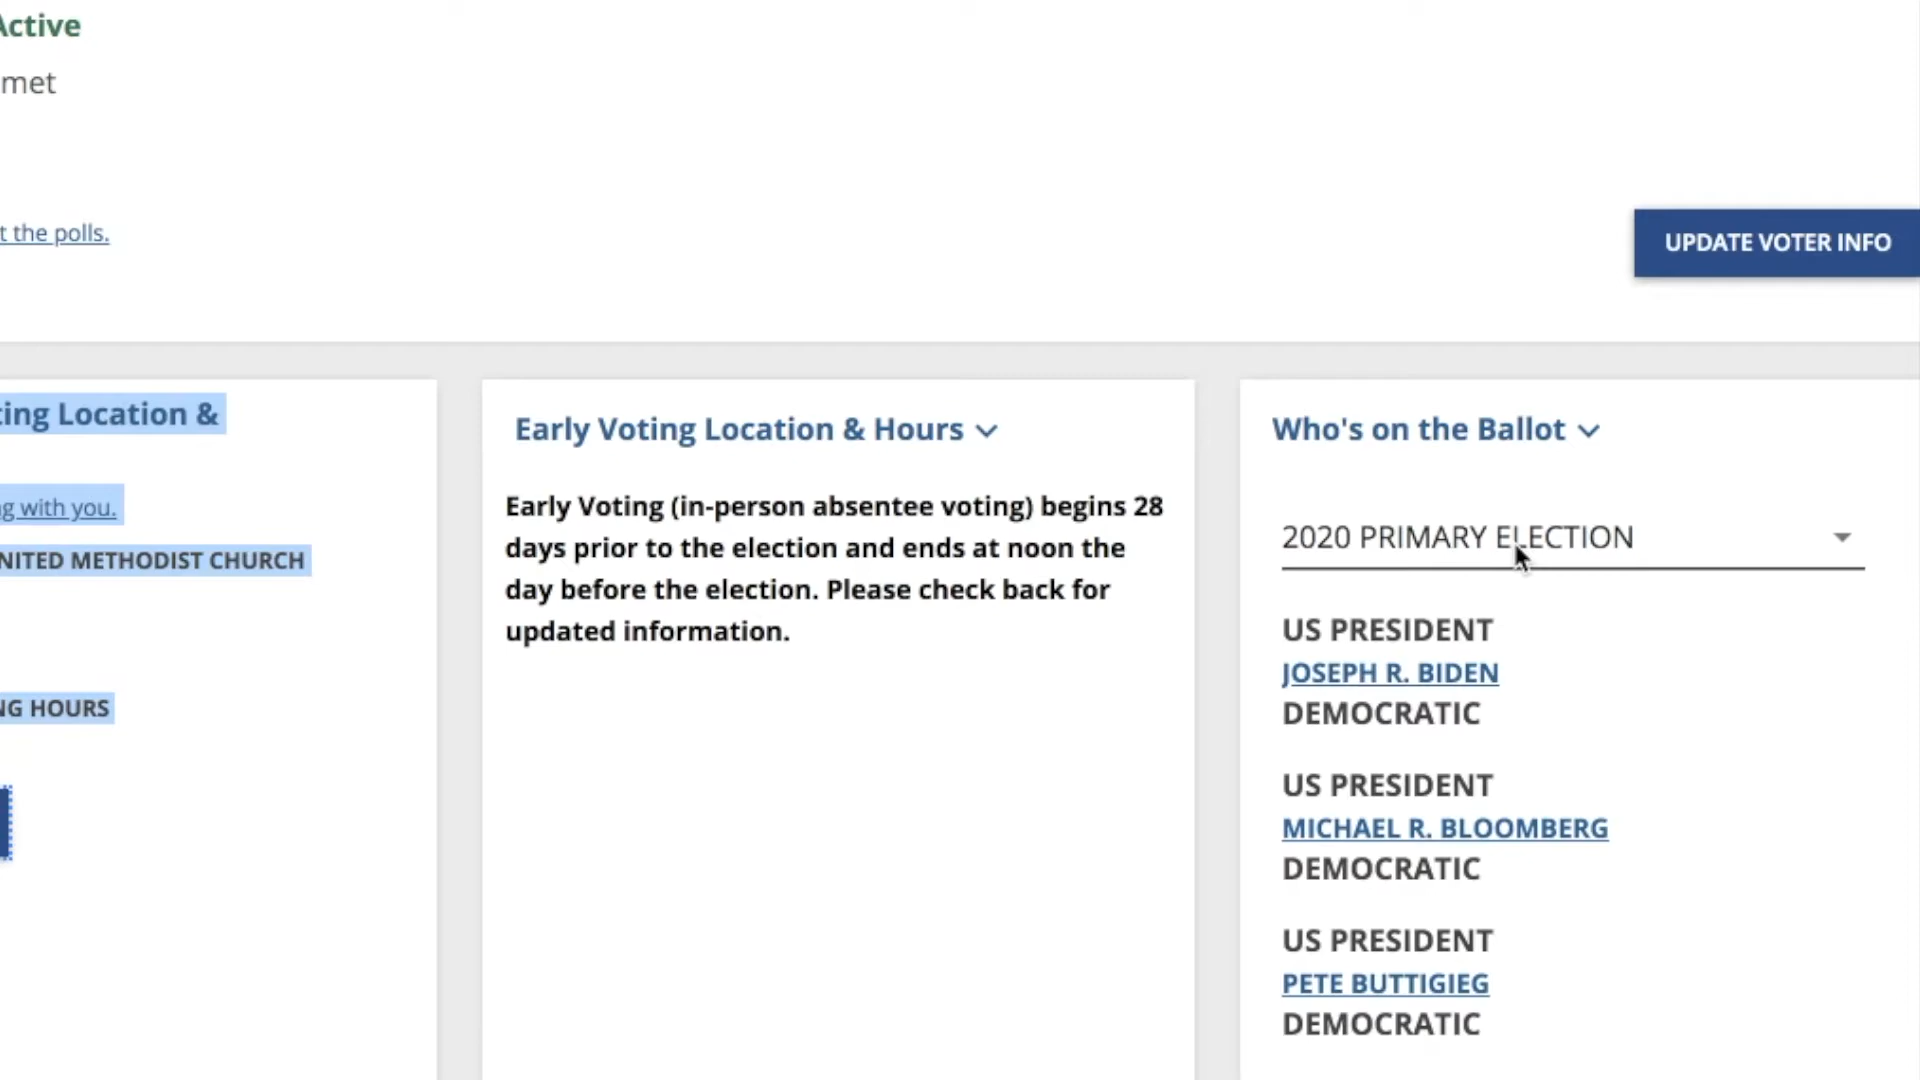 Active
met
t the polls.
UPDATE VOTER INFO
ting Location &
g with you.
NITED METHODIST CHURCH
NG HOURS
Early Voting Location & Hours
Early Voting (in-person absentee voting) begins 28
days prior to the election and ends at noon the
day before the election. Please check back for
updated information.
Who's on the Ballot
2020 PRIMARY ELECTION
US PRESIDENT
JOSEPH R. BIDEN
DEMOCRATIC
US PRESIDENT
MICHAEL R. BLOOMBERG
DEMOCRATIC
US PRESIDENT
PETE BUTTIGIEG
DEMOCRATIC